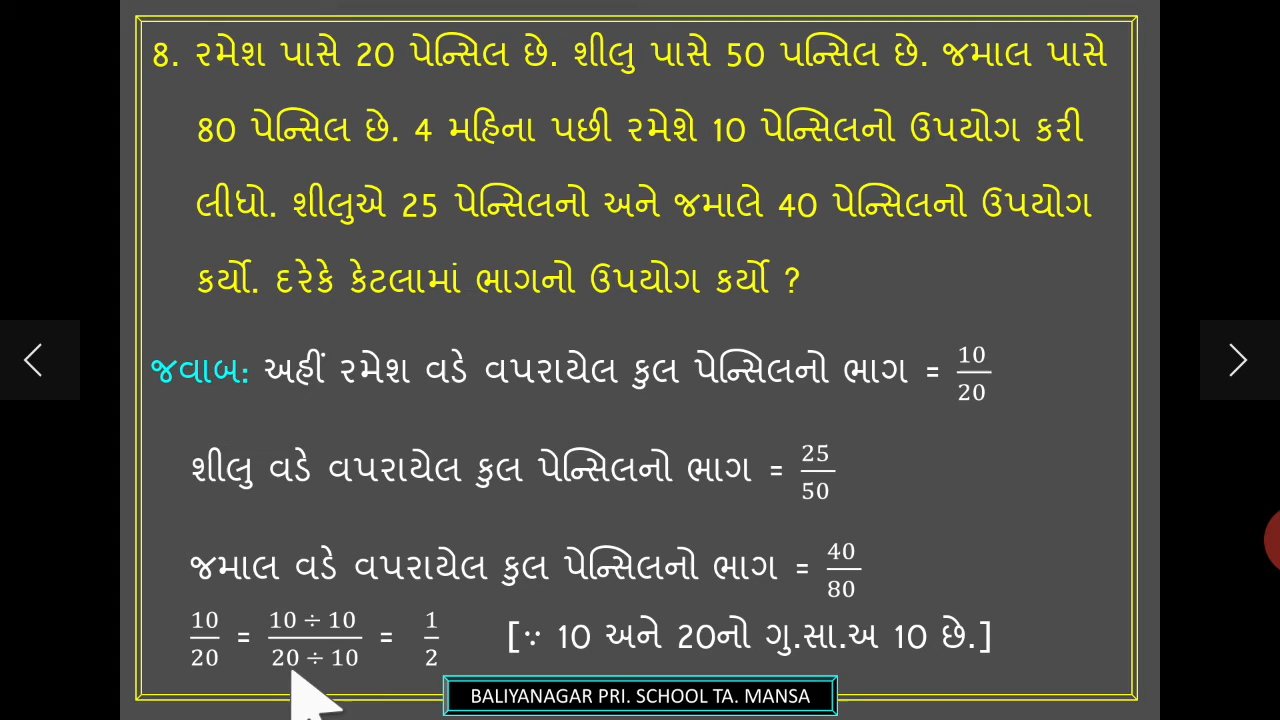 8. રમેશ પાસે 20 પેન્સિલ છે. શીલુ પાસે 50 પન્સિલ છે. જમાલ પાસે
80 પેન્સિલ છે. 4 મહિના પછી રમેશે 10 પેન્સિલનો ઉપયોગ કરી
લીધો. શીલુએ 25 પેન્સિલનો અને જમાલે 40 પેન્સિલનો ઉપયોગ
કર્યો. દરેકે કેટલામાં ભાગનો ઉપયોગ કર્યો ?
જવાબ: અહીં રમેશ વડે વપરાયેલ કુલ પેન્સિલનો ભાગ = 10/20
શીલુ વડે વપરાયેલ કુલ પેન્સિલનો ભાગ = 25/50
જમાલ વડે વપરાયેલ કુલ પેન્સિલનો ભાગ = 40/80
10/20 = 10 ÷ 10/20 ÷ 10 = 1/2 [∵ 10 અને 20નો ગુ.સા.અ 10 છે.]
BALIYANAGAR PRI. SCHOOL TA. MANSA